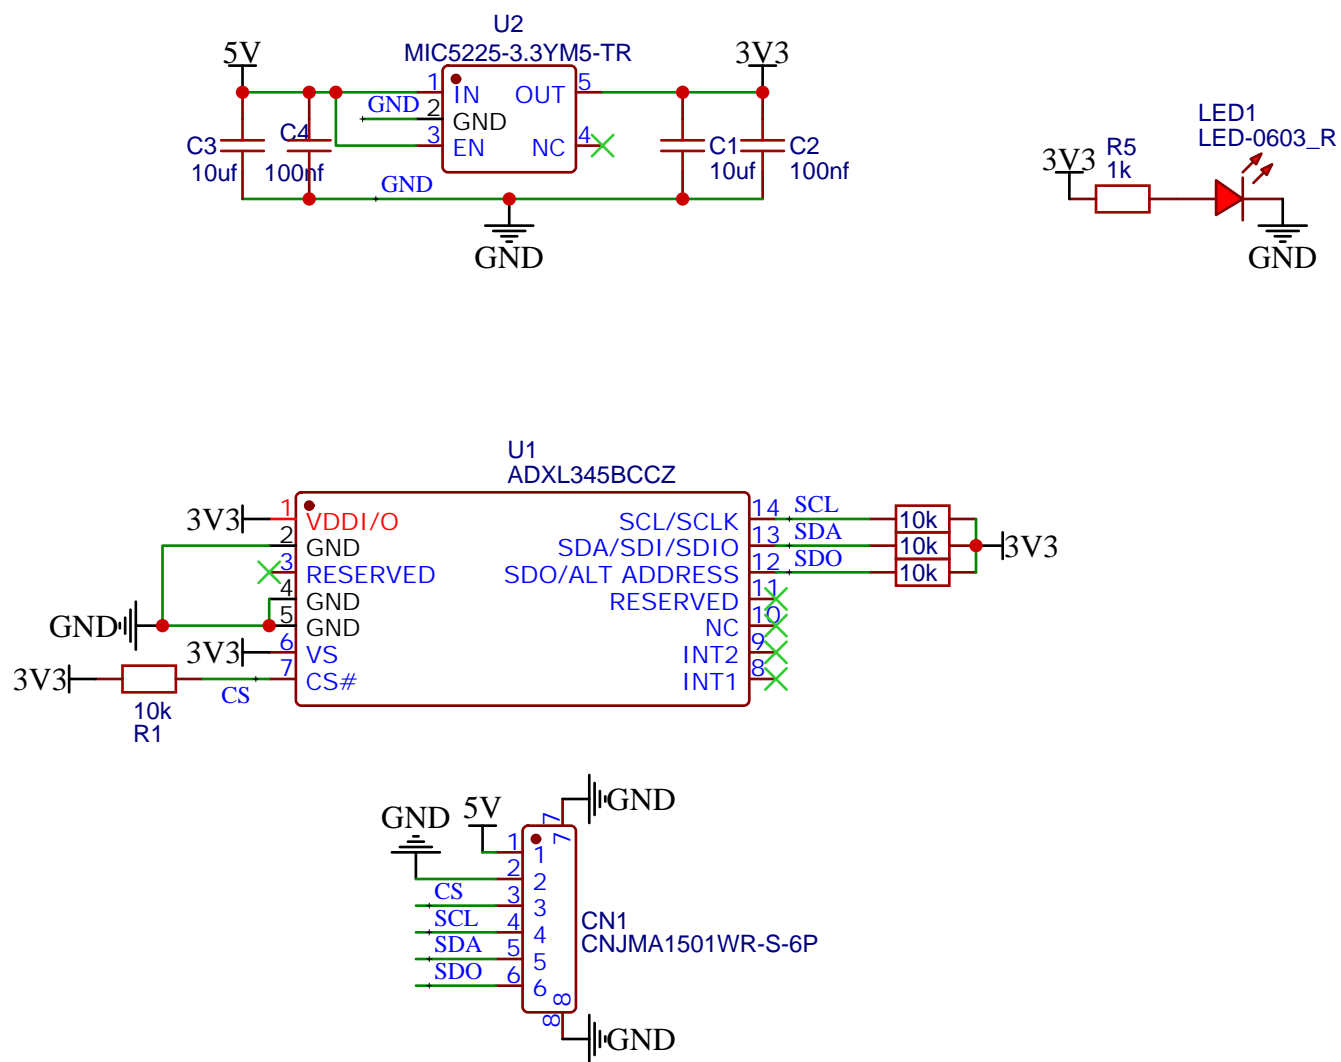 U2
MIC5225-3.3YM5-TR
5V
3V3
1
IN
OUT
5
GND
2
GND
3
EN
NC
4
C3
10uf
C4
100nf
C1
10uf
C2
100nf
GND
GND
LED1
LED-0603_R
3V3
R5
1k
GND
U1
ADXL345BCCZ
3V3
1
VDDI/O
SCL/SCLK
14
SCL
10k
2
GND
SDA/SDI/SDIO
13
SDA
10k
3V3
3
RESERVED
SDO/ALT ADDRESS
12
SDO
10k
4
GND
RESERVED
11
GND
5
GND
NC
10
3V3
6
VS
INT2
9
3V3
CS
7
CS#
INT1
8
10k
R1
GND
5V
7
7
GND
1
1
2
2
CS
3
3
SCL
4
4
SDA
5
5
SDO
6
6
CN1
CNJMA1501WR-S-6P
8
8
GND